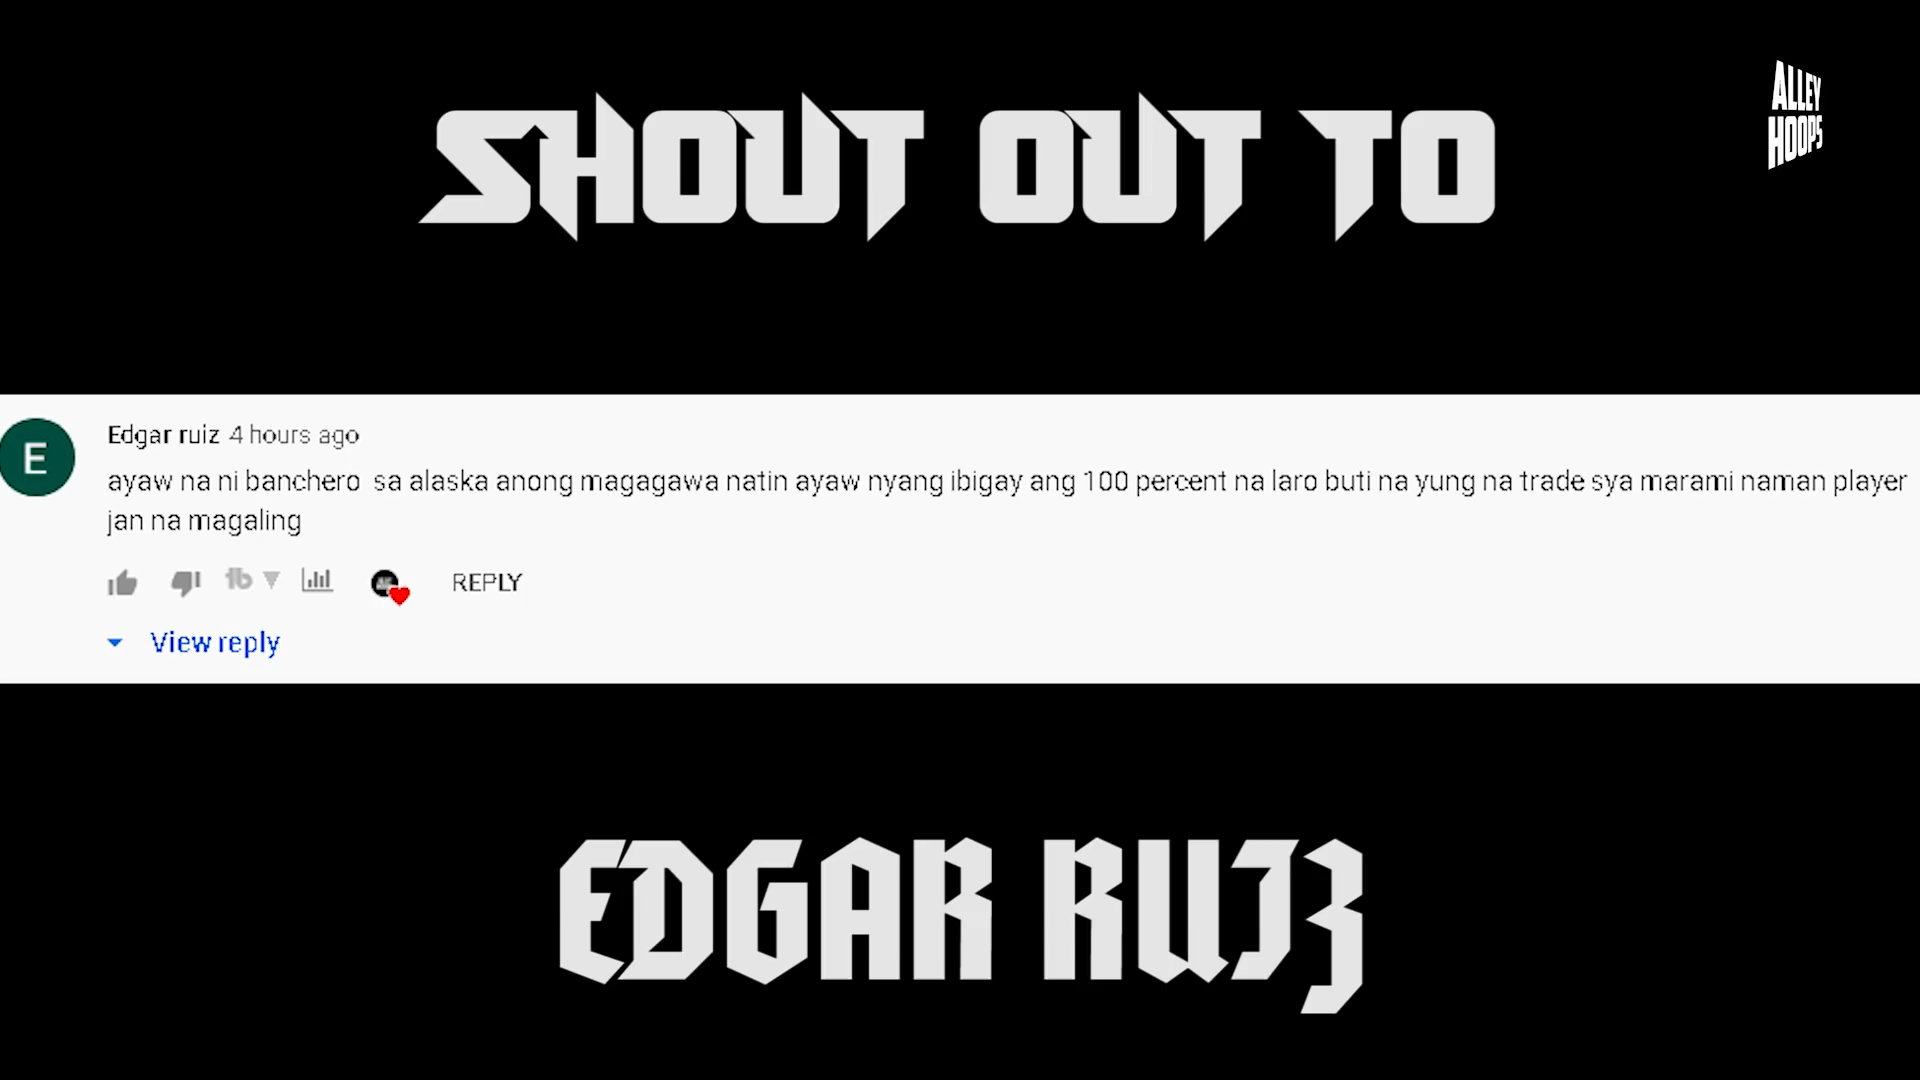 SHOUT OUT TO
ALLEY
HOOPS
E
Edgar ruiz 4 hours ago
ayaw na ni banchero sa alaska anong magagawa natin ayaw nyang ibigay ang 100 percent na laro buti na yung na trade sya marami naman player
jan na magaling
REPLY
View reply
EDGAR RUIZ